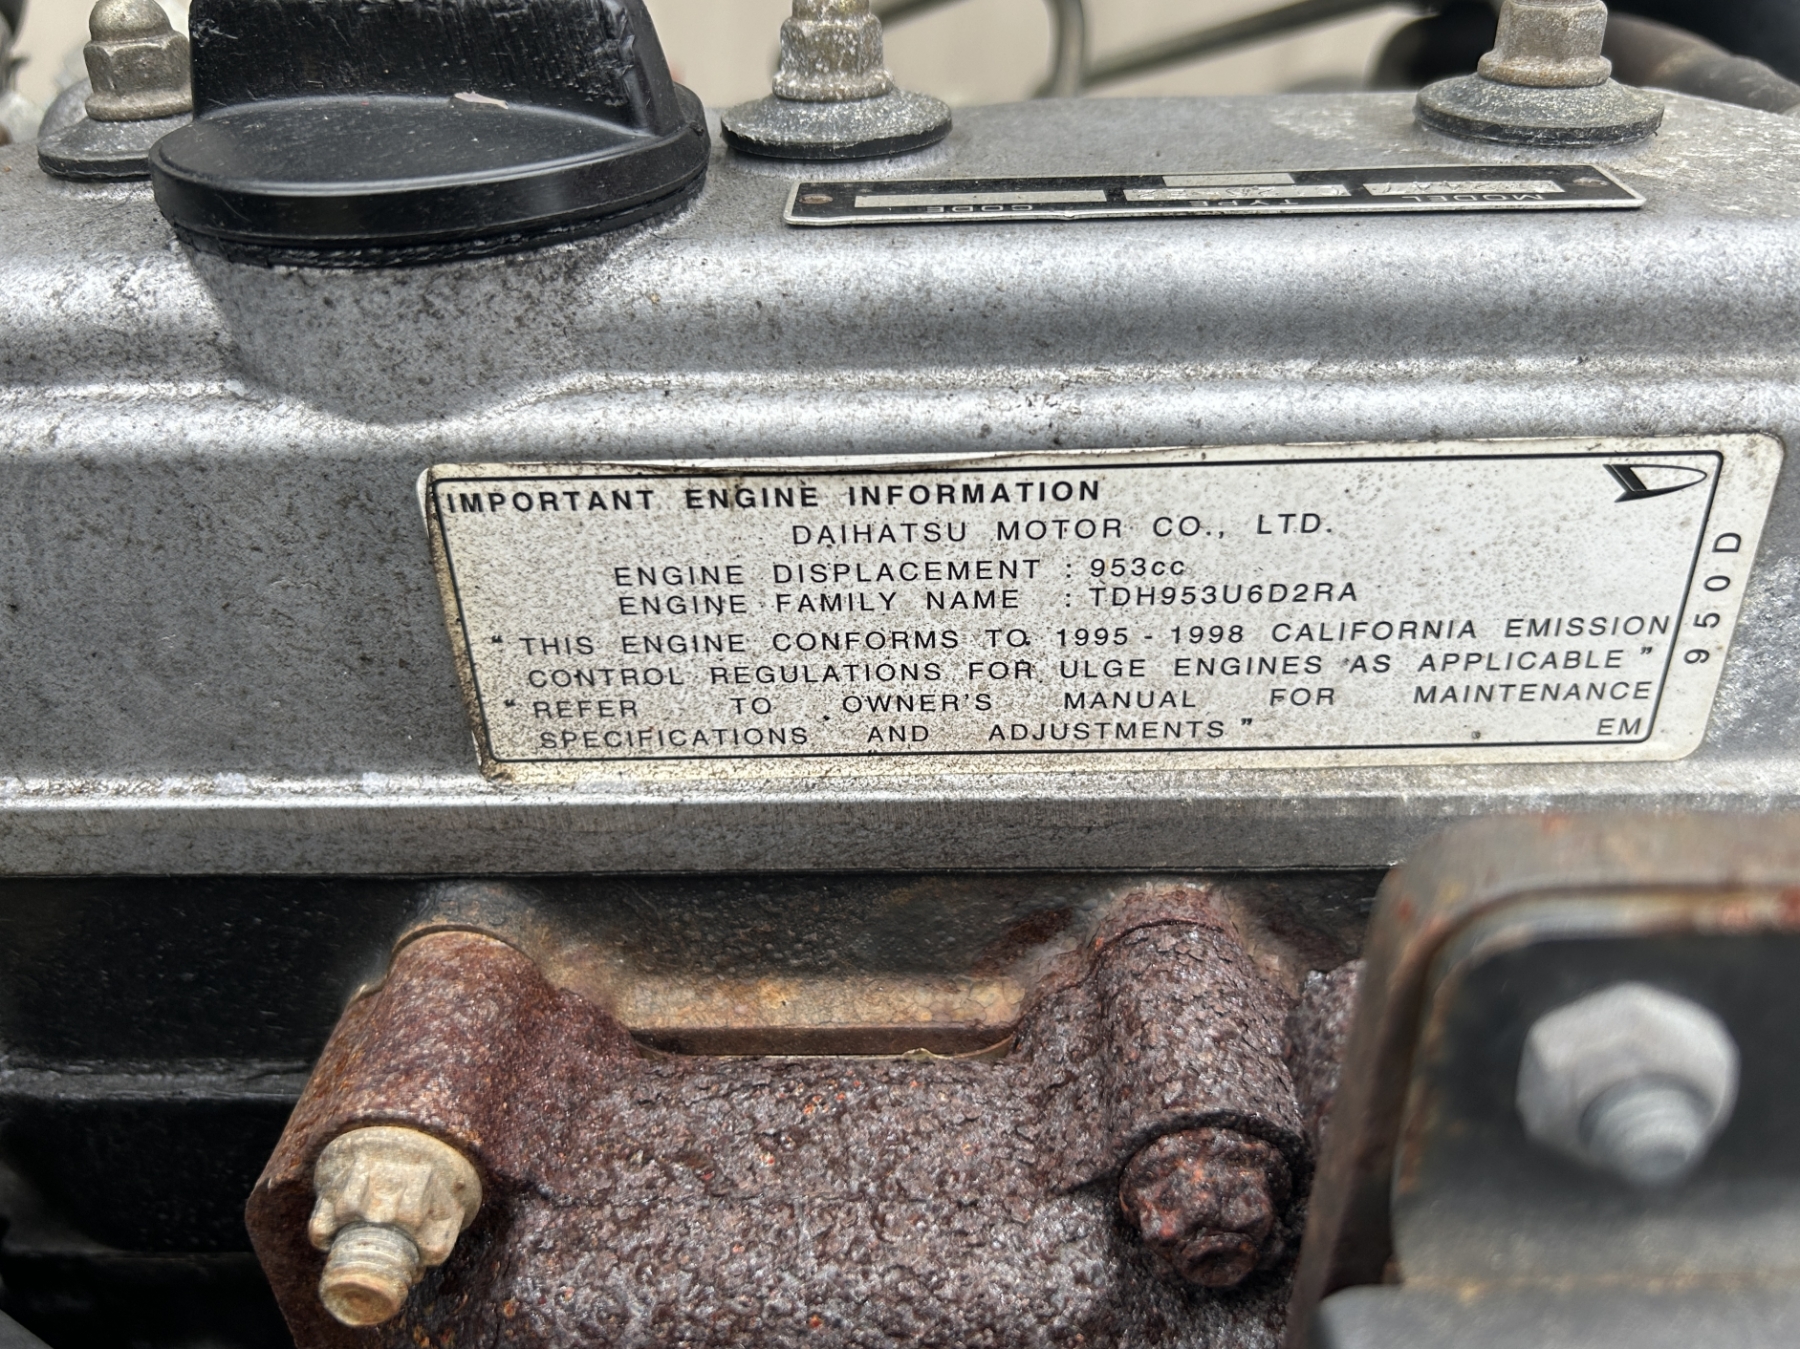 MODEL TYPE CODE
IMPORTANT ENGINE INFORMATION
DAIHATSU MOTOR CO., LTD.
ENGINE DISPLACEMENT : 953cc
ENGINE FAMILY NAME : TDH953U6D2RA
“ THIS ENGINE CONFORMS TO 1995 - 1998 CALIFORNIA EMISSION
CONTROL REGULATIONS FOR ULGE ENGINES AS APPLICABLE ”
“ REFER TO OWNER'S MANUAL FOR MAINTENANCE
SPECIFICATIONS AND ADJUSTMENTS ”
EM
950D